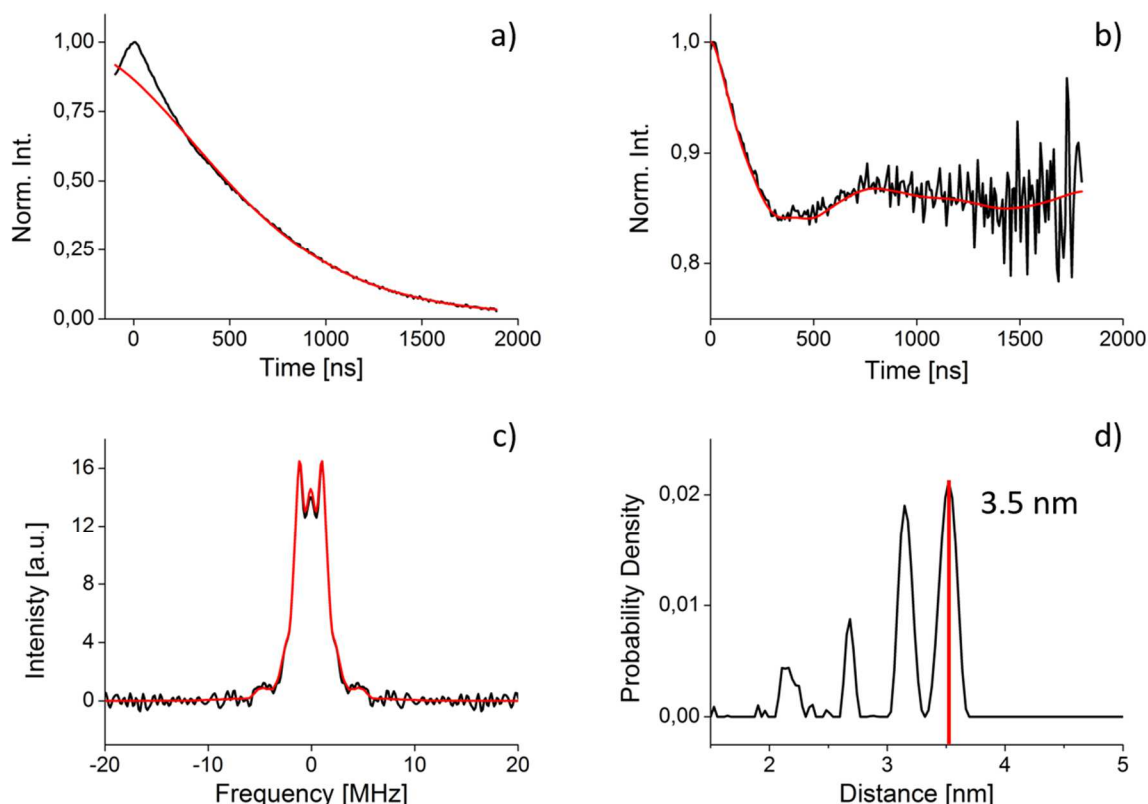 a)
1,00
0,75
0,50
0,25
0,00
Norm. Int.
0
500
1000
1500
2000
Time [ns]
b)
1,0
0,9
0,8
Norm. Int.
0
500
1000
1500
2000
Time [ns]
c)
16
12
8
4
0
Intenisty [a.u.]
-20
-10
0
10
20
Frequency [MHz]
d)
3.5 nm
0,02
0,01
0,00
Probability Density
2
3
4
5
Distance [nm]